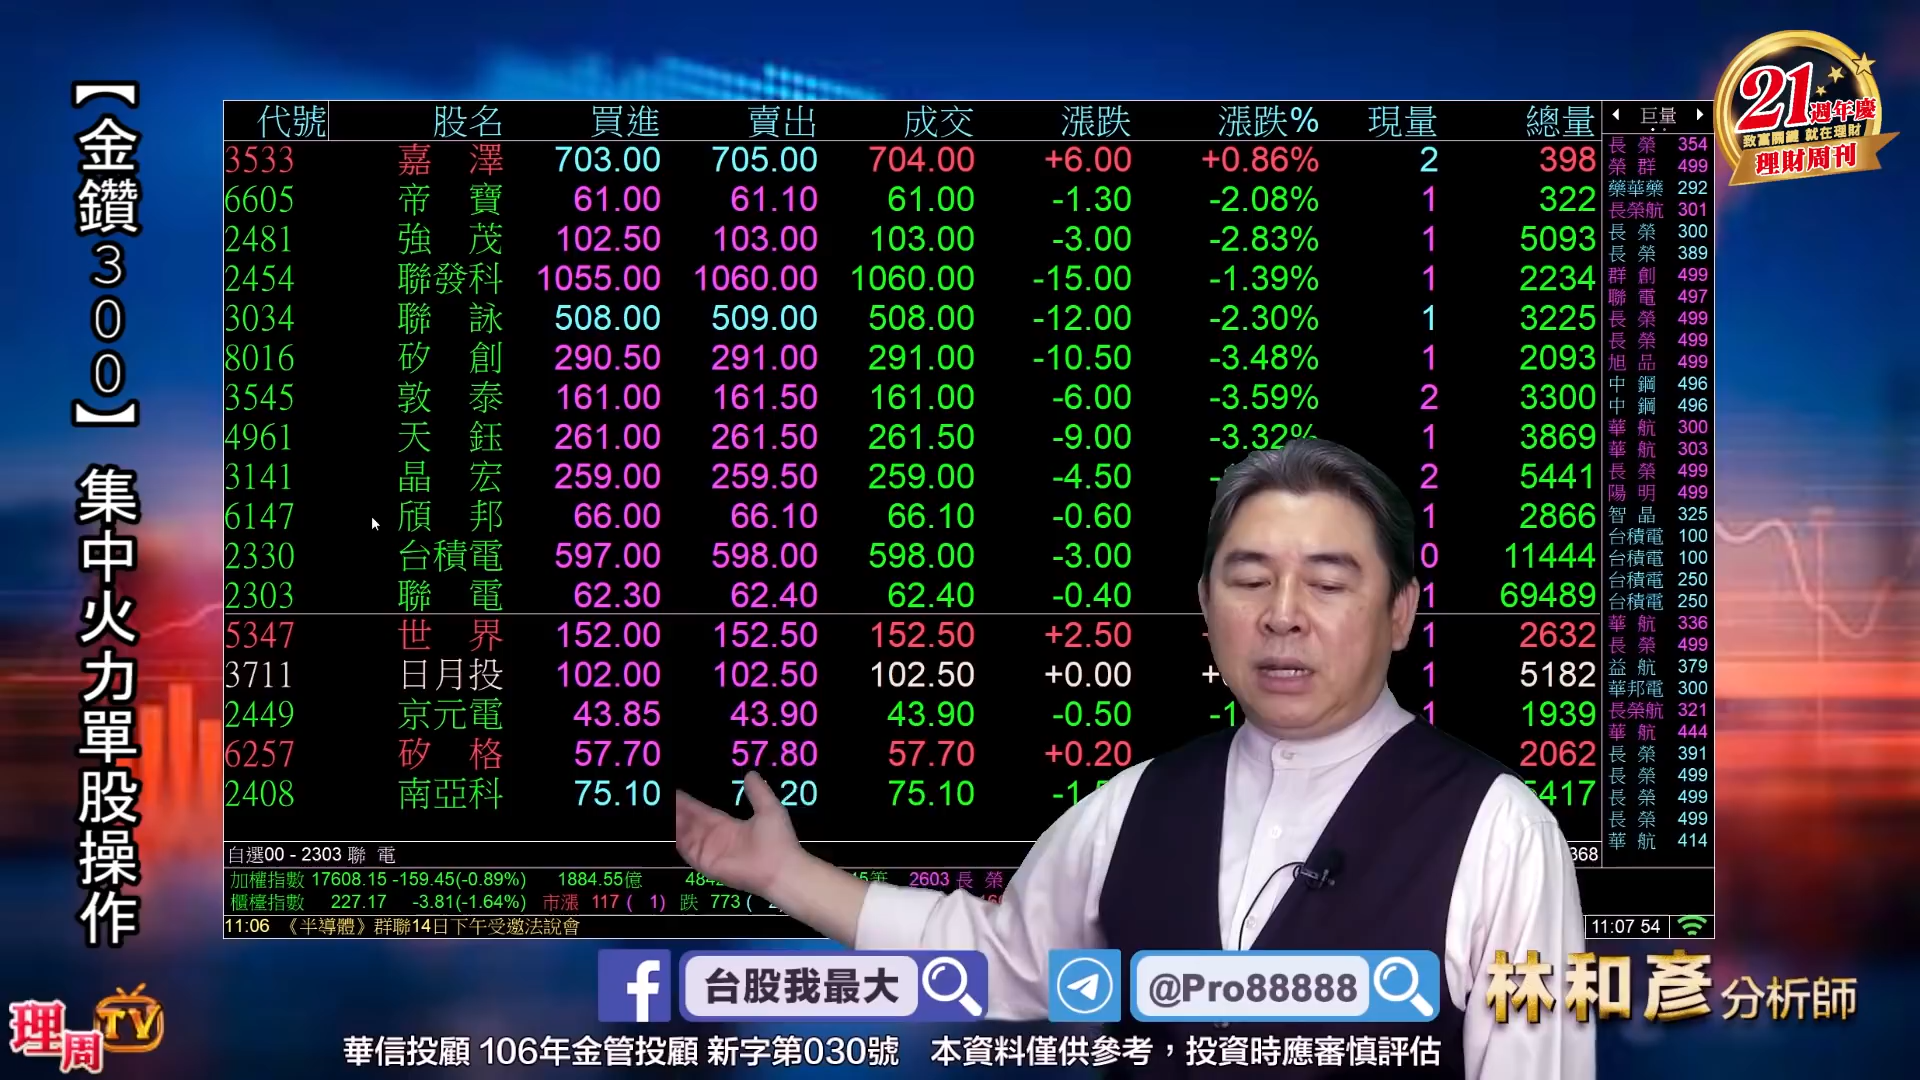 【金鑽300】集中火力單股操作
21週年慶
致富關鍵 就在理財
理財周刊
代號 股名 買進 賣出 成交 漲跌 漲跌% 現量 總量
3533 嘉澤 703.00 705.00 704.00 +6.00 +0.86% 2 398
6605 帝寶 61.00 61.10 61.00 -1.30 -2.08% 1 322
2481 強茂 102.50 103.00 103.00 -3.00 -2.83% 1 5093
2454 聯發科 1055.00 1060.00 1060.00 -15.00 -1.39% 1 2234
3034 聯詠 508.00 509.00 508.00 -12.00 -2.30% 1 3225
8016 矽創 290.50 291.00 291.00 -10.50 -3.48% 1 2093
3545 敦泰 161.00 161.50 161.00 -6.00 -3.59% 2 3300
4961 天鈺 261.00 261.50 261.50 -9.00 -3.32% 1 3869
3141 晶宏 259.00 259.50 259.00 -4.50 2 5441
6147 頎邦 66.00 66.10 66.10 -0.60 1 2866
2330 台積電 597.00 598.00 598.00 -3.00 0 11444
2303 聯電 62.30 62.40 62.40 -0.40 1 69489
5347 世界 152.00 152.50 152.50 +2.50 1 2632
3711 日月投 102.00 102.50 102.50 +0.00 1 5182
2449 京元電 43.85 43.90 43.90 -0.50 1 1939
6257 矽格 57.70 57.80 57.70 +0.20 2062
2408 南亞科 75.10 20 75.10 417
自選00 - 2303 聯電 368
加權指數 17608.15 -159.45(-0.89%) 1884.55億 2603 長榮
櫃檯指數 227.17 -3.81(-1.64%) 市漲 117 ( 1) 跌 773 (
11:06 《半導體》群聯14日下午受邀法說會
11:07 54
巨量
長榮 354
榮群 499
藥華藥 292
長榮航 301
長榮 300
長榮 389
群創 499
聯電 497
長榮 499
長榮 499
旭品 499
中鋼 496
中鋼 496
華航 300
華航 303
長榮 499
陽明 499
智晶 325
台積電 100
台積電 100
台積電 250
台積電 250
華航 336
長榮 499
益航 379
華邦電 300
長榮航 321
華航 444
長榮 391
長榮 499
長榮 499
長榮 499
華航 414
台股我最大
@Pro88888
林和彥 分析師
理周TV
華信投顧 106年金管投顧 新字第030號 本資料僅供參考，投資時應審慎評估